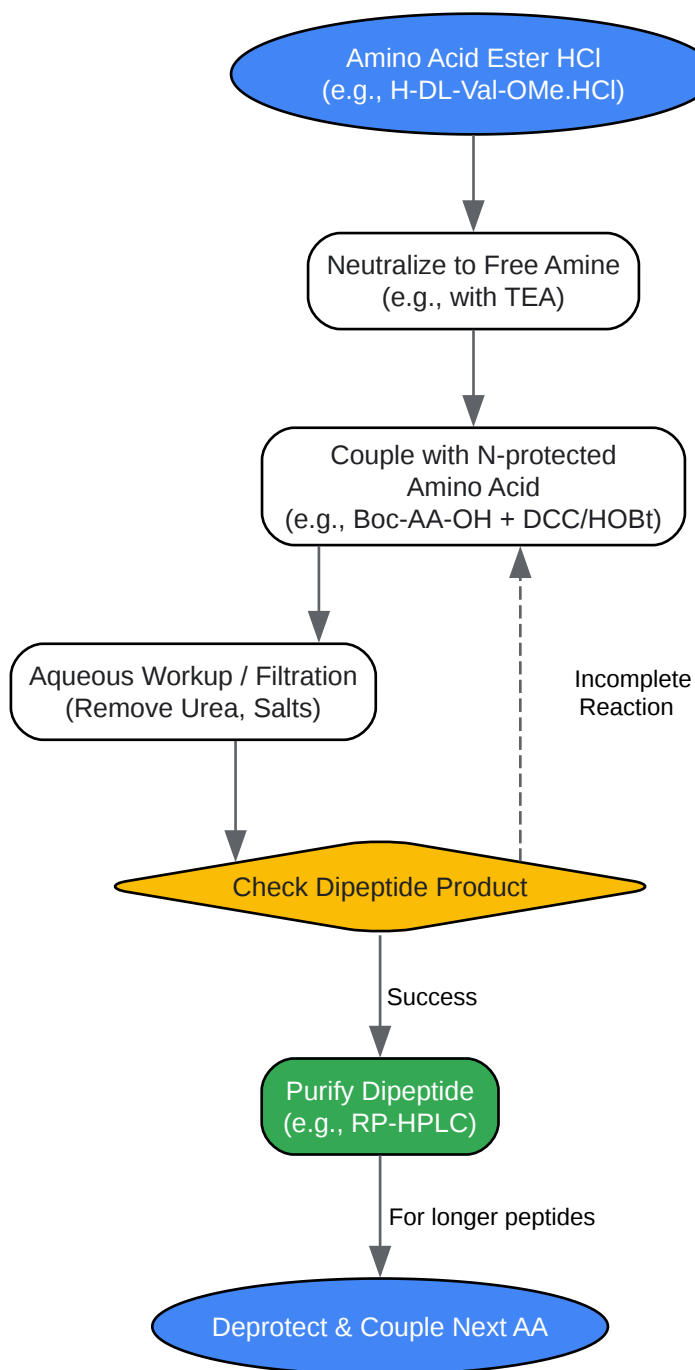 Amino Acid Ester HCl
(e.g., H-DL-Val-OMe.HCl)
Neutralize to Free Amine
(e.g., with TEA)
Couple with N-protected
Amino Acid
(e.g., Boc-AA-OH + DCC/HOBt)
Aqueous Workup / Filtration
(Remove Urea, Salts)
Incomplete
Reaction
Check Dipeptide Product
Success
Purify Dipeptide
(e.g., RP-HPLC)
For longer peptides
Deprotect & Couple Next AA